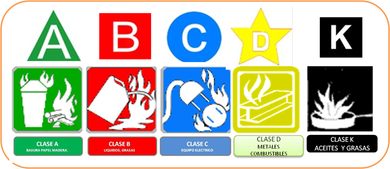 A B C D K
CLASE A CLASE B CLASE C CLASE D CLASE K
BASURA PAPEL MADERA. LIQUIDOS, GRASAS EQUIPO ELECTRICO METALES ACEITES Y GRASAS
COMBUSTIBLES